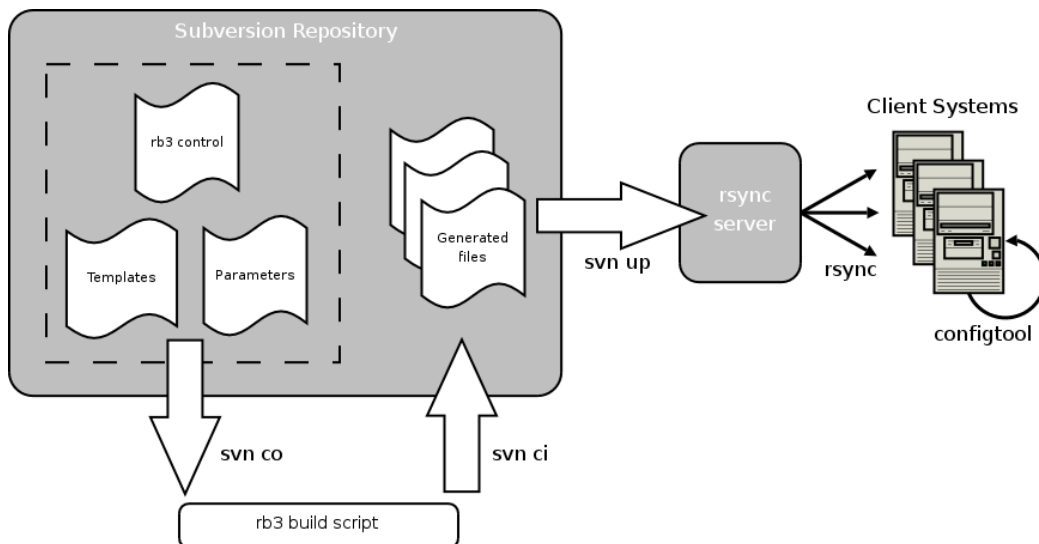 Subversion Repository
rb3 control
Templates
Parameters
Generated
files
svn co
svn ci
rb3 build script
svn up
rsync
server
rsync
Client Systems
configtool